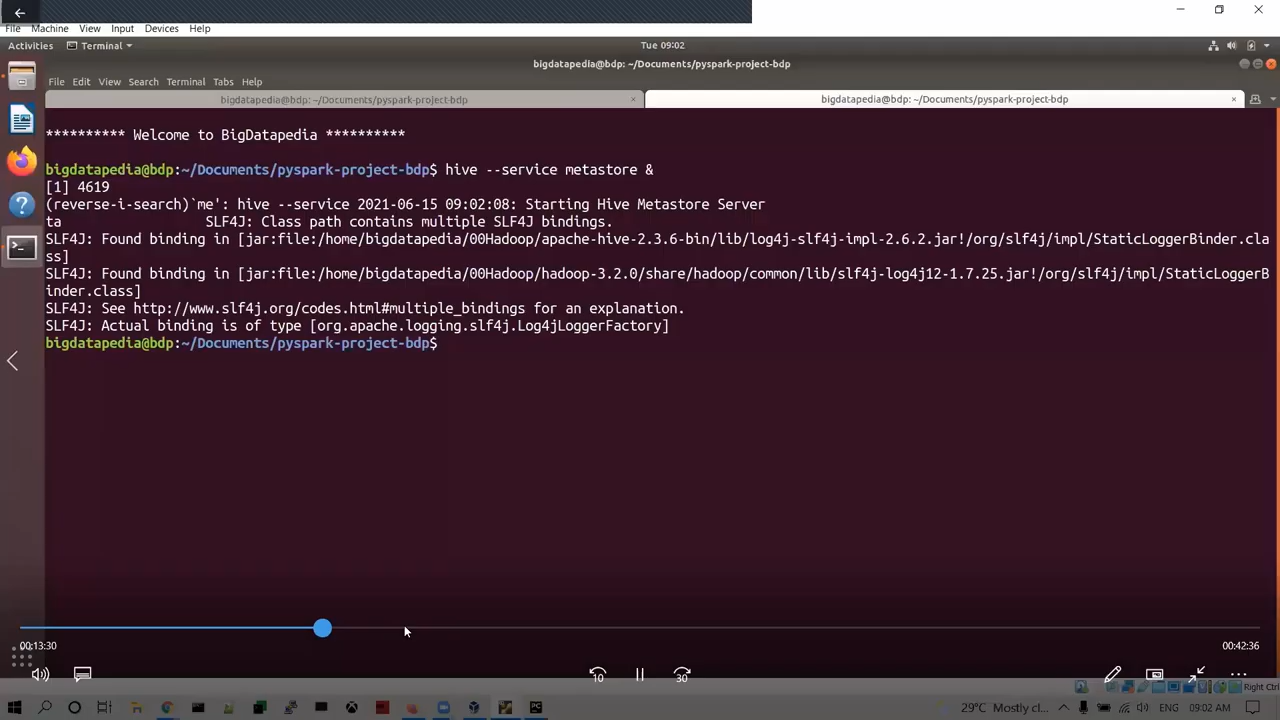 File Machine View Input Devices Help
Activities Terminal Tue 09:02
bigdatapedia@bdp: ~/Documents/pyspark-project-bdp
File Edit View Search Terminal Tabs Help
bigdatapedia@bdp: ~/Documents/pyspark-project-bdp × bigdatapedia@bdp: ~/Documents/pyspark-project-bdp ×
********** Welcome to BigDatapedia **********
bigdatapedia@bdp:~/Documents/pyspark-project-bdp$ hive --service metastore &
[1] 4619
(reverse-i-search)`me': hive --service 2021-06-15 09:02:08: Starting Hive Metastore Server
ta SLF4J: Class path contains multiple SLF4J bindings.
SLF4J: Found binding in [jar:file:/home/bigdatapedia/00Hadoop/apache-hive-2.3.6-bin/lib/log4j-slf4j-impl-2.6.2.jar!/org/slf4j/impl/StaticLoggerBinder.cla
ss]
SLF4J: Found binding in [jar:file:/home/bigdatapedia/00Hadoop/hadoop-3.2.0/share/hadoop/common/lib/slf4j-log4j12-1.7.25.jar!/org/slf4j/impl/StaticLoggerB
inder.class]
SLF4J: See http://www.slf4j.org/codes.html#multiple_bindings for an explanation.
SLF4J: Actual binding is of type [org.apache.logging.slf4j.Log4jLoggerFactory]
bigdatapedia@bdp:~/Documents/pyspark-project-bdp$
00:13:30 00:42:36
10 30
Right Ctrl
29°C Mostly cl... ENG 09:02 AM